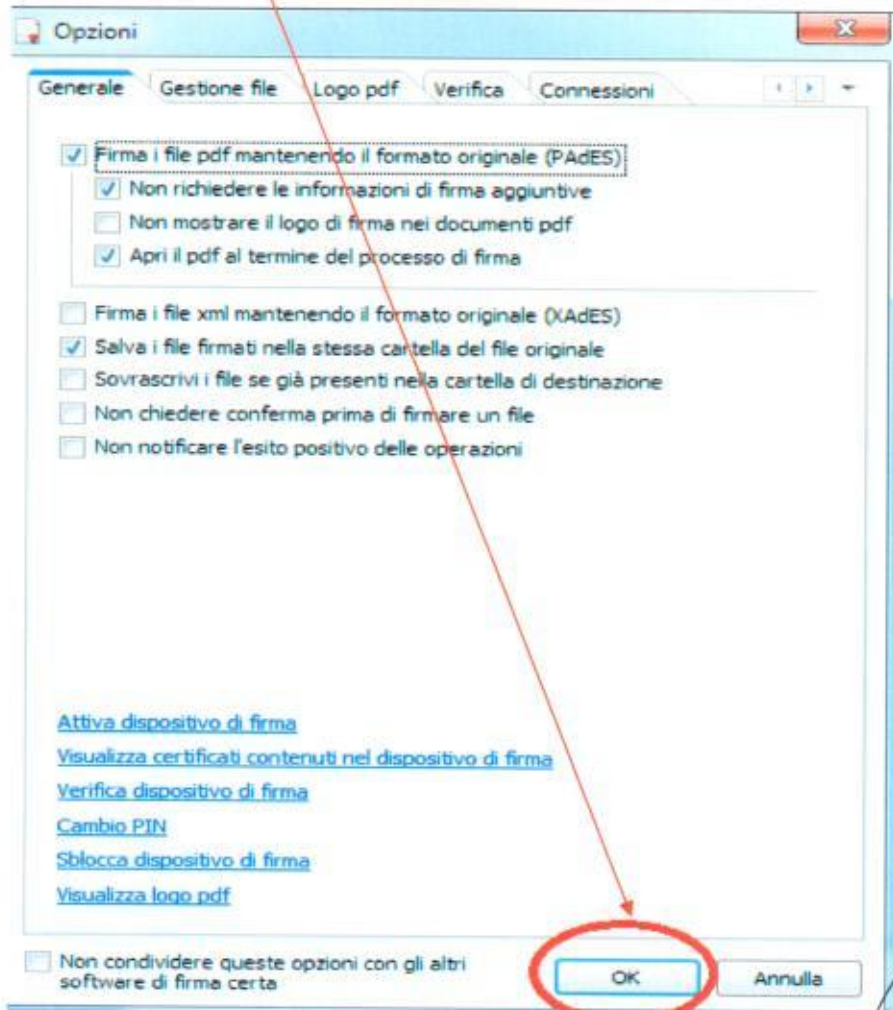 Opzioni
Generale Gestione file Logo pdf Verifica Connessioni
Firma i file pdf mantenendo il formato originale (PAdES)
Non richiedere le informazioni di firma aggiuntive
Non mostrare il logo di firma nei documenti pdf
Apri il pdf al termine del processo di firma
Firma i file xml mantenendo il formato originale (XAdES)
Salva i file firmati nella stessa cartella del file originale
Sovrascrivi i file se già presenti nella cartella di destinazione
Non chiedere conferma prima di firmare un file
Non notificare l'esito positivo delle operazioni
Attiva dispositivo di firma
Visualizza certificati contenuti nel dispositivo di firma
Verifica dispositivo di firma
Cambio PIN
Sblocca dispositivo di firma
Visualizza logo pdf
Non condividere queste opzioni con gli altri
software di firma certa
OK Annulla